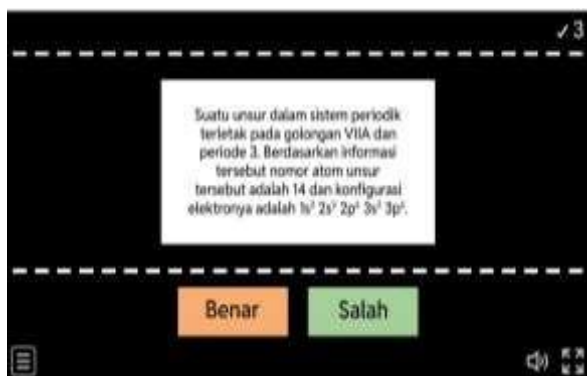 ✓ 3
Suatu unsur dalam sistem periodik
terletak pada golongan VIIA dan
periode 3. Berdasarkan informasi
tersebut nomor atom unsur
tersebut adalah 14 dan konfigurasi
elektronya adalah 1s² 2s² 2p⁶ 3s²
Benar
Salah